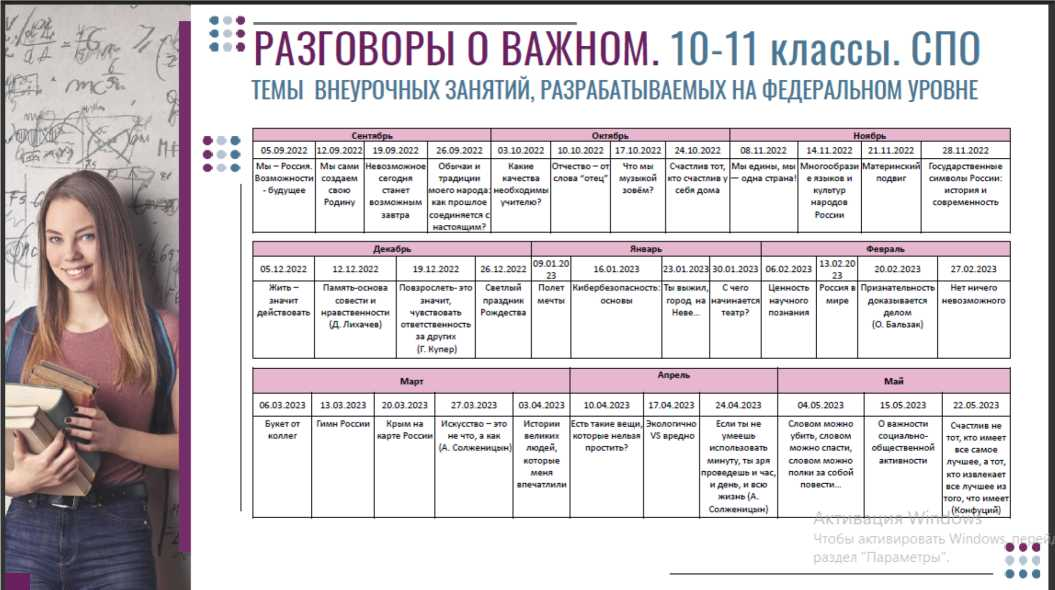 РАЗГОВОРЫ О ВАЖНОМ. 10-11 классы. СПО
ТЕМЫ ВНЕУРОЧНЫХ ЗАНЯТИЙ, РАЗРАБАТЫВАЕМЫХ НА ФЕДЕРАЛЬНОМ УРОВНЕ
Сентябрь Октябрь Ноябрь
05.09.2022 12.09.2022 19.09.2022 26.09.2022 03.10.2022 10.10.2022 17.10.2022 24.10.2022 08.11.2022 14.11.2022 21.11.2022 28.11.2022
Мы – Россия.
Возможности
- будущее
Мы сами
создаем
свою
Родину
Невозможное
сегодня
станет
возможным
завтра
Обычаи и
традиции
моего народа:
как прошлое
соединяется с
настоящим?
Какие
качества
необходимы
учителю?
Отчество – от
слова "отец"
Что мы
музыкой
зовём?
Счастлив тот,
кто счастлив у
себя дома
Мы едины, мы
— одна страна!
Многообрази
е языков и
культур
народов
России
Материнский
подвиг
Государственные
символы России:
история и
современность
Декабрь Январь Февраль
05.12.2022 12.12.2022 19.12.2022 26.12.2022 09.01.20
23 16.01.2023 23.01.2023 30.01.2023 06.02.2023 13.02.20
23 20.02.2023 27.02.2023
Жить –
значит
действовать
Память-основа
совести и
нравственности
(Д. Лихачев)
Повзрослеть- это
значит,
чувствовать
ответственность
за других
(Г. Купер)
Светлый
праздник
Рождества
Полет
мечты
Кибербезопасность:
основы
Ты выжил,
город на
Неве...
С чего
начинается
театр?
Ценность
научного
познания
Россия в
мире
Признательность
доказывается
делом
(О. Бальзак)
Нет ничего
невозможного
Март Апрель Май
06.03.2023 13.03.2023 20.03.2023 27.03.2023 03.04.2023 10.04.2023 17.04.2023 24.04.2023 04.05.2023 15.05.2023 22.05.2023
Букет от
коллег
Гимн России
Крым на
карте России
Искусство – это
не что, а как
(А. Солженицын)
Истории
великих
людей,
которые
меня
впечатлили
Есть такие вещи,
которые нельзя
простить?
Экологично
VS вредно
Если ты не
умеешь
использовать
минуту, ты зря
проведешь и час,
и день, и всю
жизнь (А.
Солженицын)
Словом можно
убить, словом
можно спасти,
словом можно
полки за собой
повести...
О важности
социально-
общественной
активности
Счастлив не
тот, кто имеет
все самое
лучшее, а тот,
кто извлекает
все лучшее из
того, что имеет
(Конфуций)
Активация Windows
Чтобы активировать Windows,
раздел "Параметры".